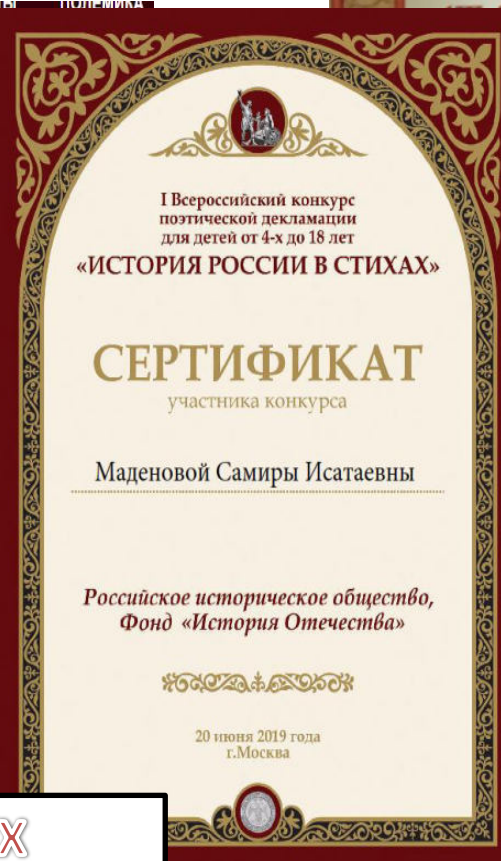 ПОЛЕМИКА
I Всероссийский конкурс
поэтической декламации
для детей от 4-х до 18 лет
«ИСТОРИЯ РОССИИ В СТИХАХ»
СЕРТИФИКАТ
участника конкурса
Маденовой Самиры Исатаевны
Российское историческое общество,
Фонд «История Отечества»
20 июня 2019 года
г.Москва
Х